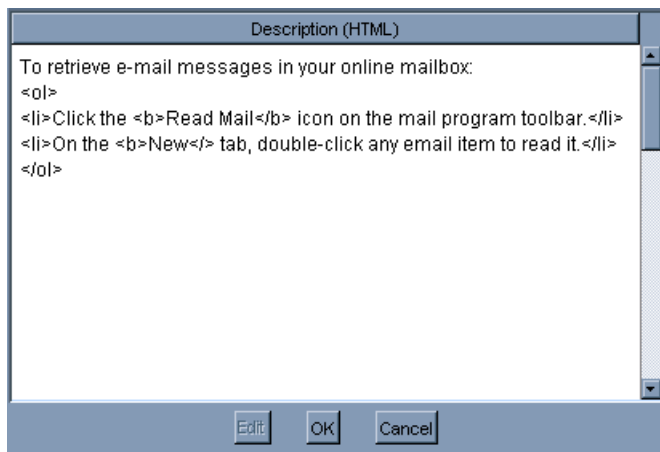 Description (HTML)
To retrieve e-mail messages in your online mailbox:
<ol>
<li>Click the <b>Read Mail</b> icon on the mail program toolbar.</li>
<li>On the <b>New</> tab, double-click any email item to read it.</li>
</ol>
Edit OK Cancel